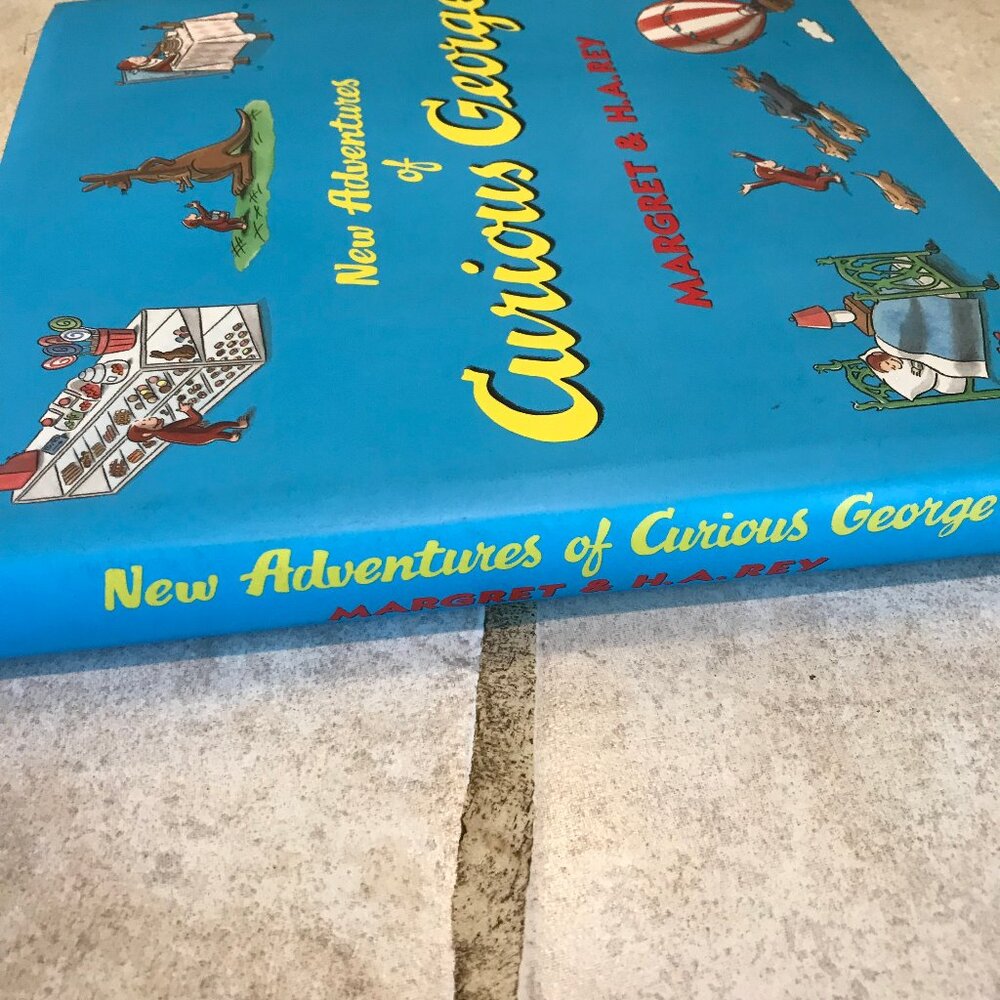 New Adventures
of
Curious George
MARGRET & H.A.REY
New Adventures of Curious George
MARGRET & H.A.REY